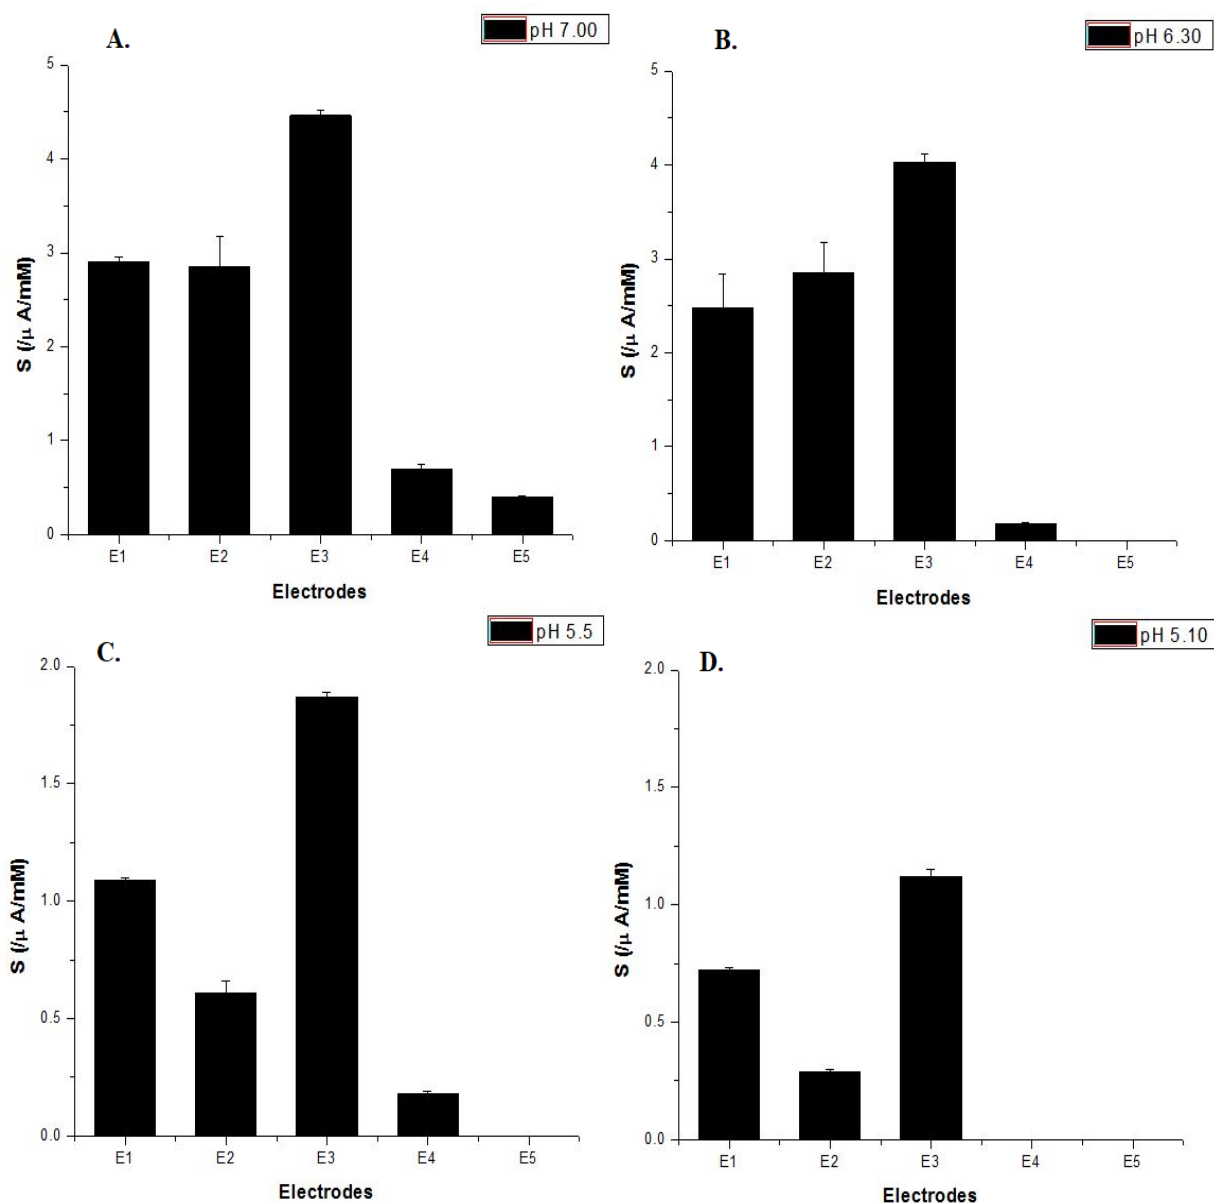 A.
pH 7.00
5
4
3
2
1
0
S (/μ A/mM)
E1 E2 E3 E4 E5
Electrodes
B.
pH 6.30
5
4
3
2
1
0
S (/μ A/mM)
E1 E2 E3 E4 E5
Electrodes
C.
pH 5.5
2.0
1.5
1.0
0.5
0.0
S (/μ A/mM)
E1 E2 E3 E4 E5
Electrodes
D.
pH 5.10
2.0
1.5
1.0
0.5
0.0
S (/μ A/mM)
E1 E2 E3 E4 E5
Electrodes